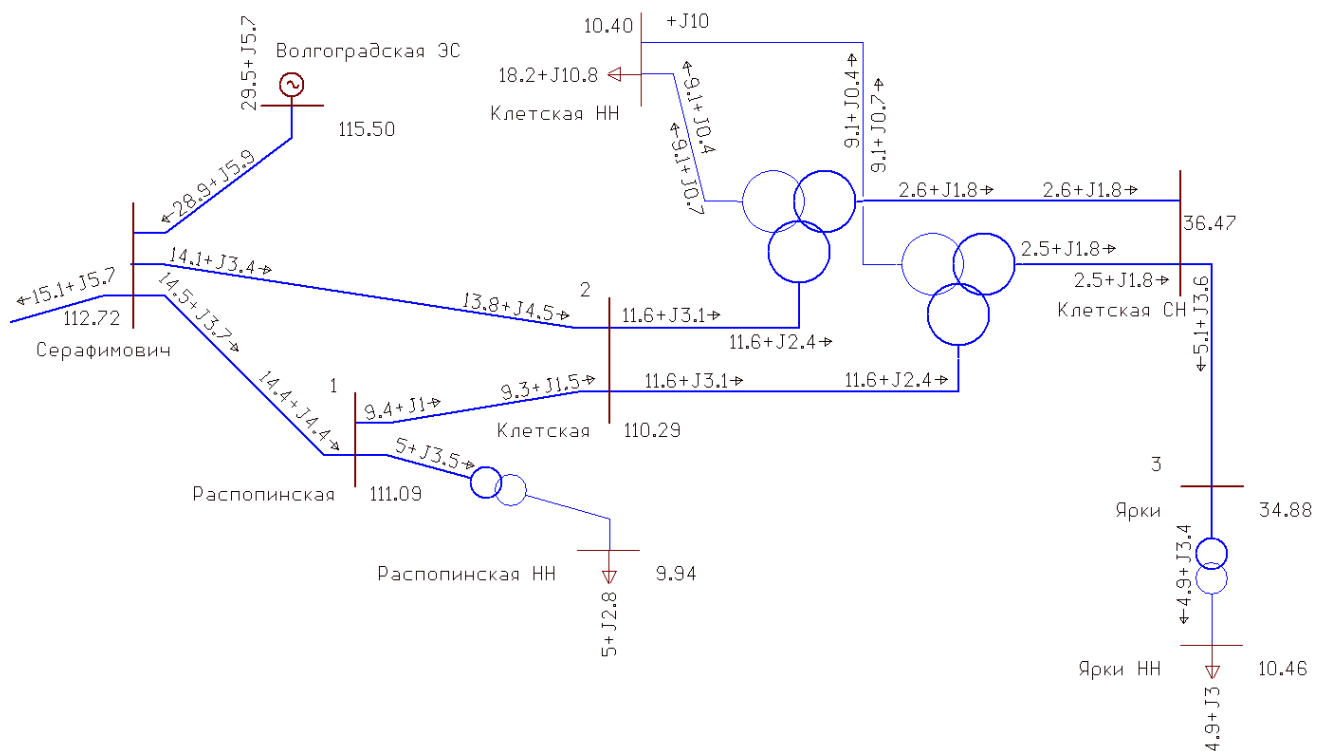 29.5+J5.7
Волгоградская ЭС
115.50
10.40
+J10
18.2+J10.8
Клетская НН
9.1+J0.4
9.1+J0.7
9.1+J0.4
9.1+J0.7
28.9+J5.9
14.1+J3.4
13.8+J4.5
15.1+J5.7
112.72
Серафимович
14.5+J3.7
14.4+J4.4
2
11.6+J3.1
11.6+J2.4
2.6+J1.8
2.6+J1.8
36.47
2.5+J1.8
2.5+J1.8
Клетская СН
5.1+J3.6
1
9.4+J1
9.3+J1.5
11.6+J3.1
11.6+J2.4
Клетская
110.29
5+J3.5
Распопинская
111.09
3
Ярки
34.88
Распопинская НН
9.94
5+J2.8
4.9+J3.4
Ярки НН
10.46
4.9+J3